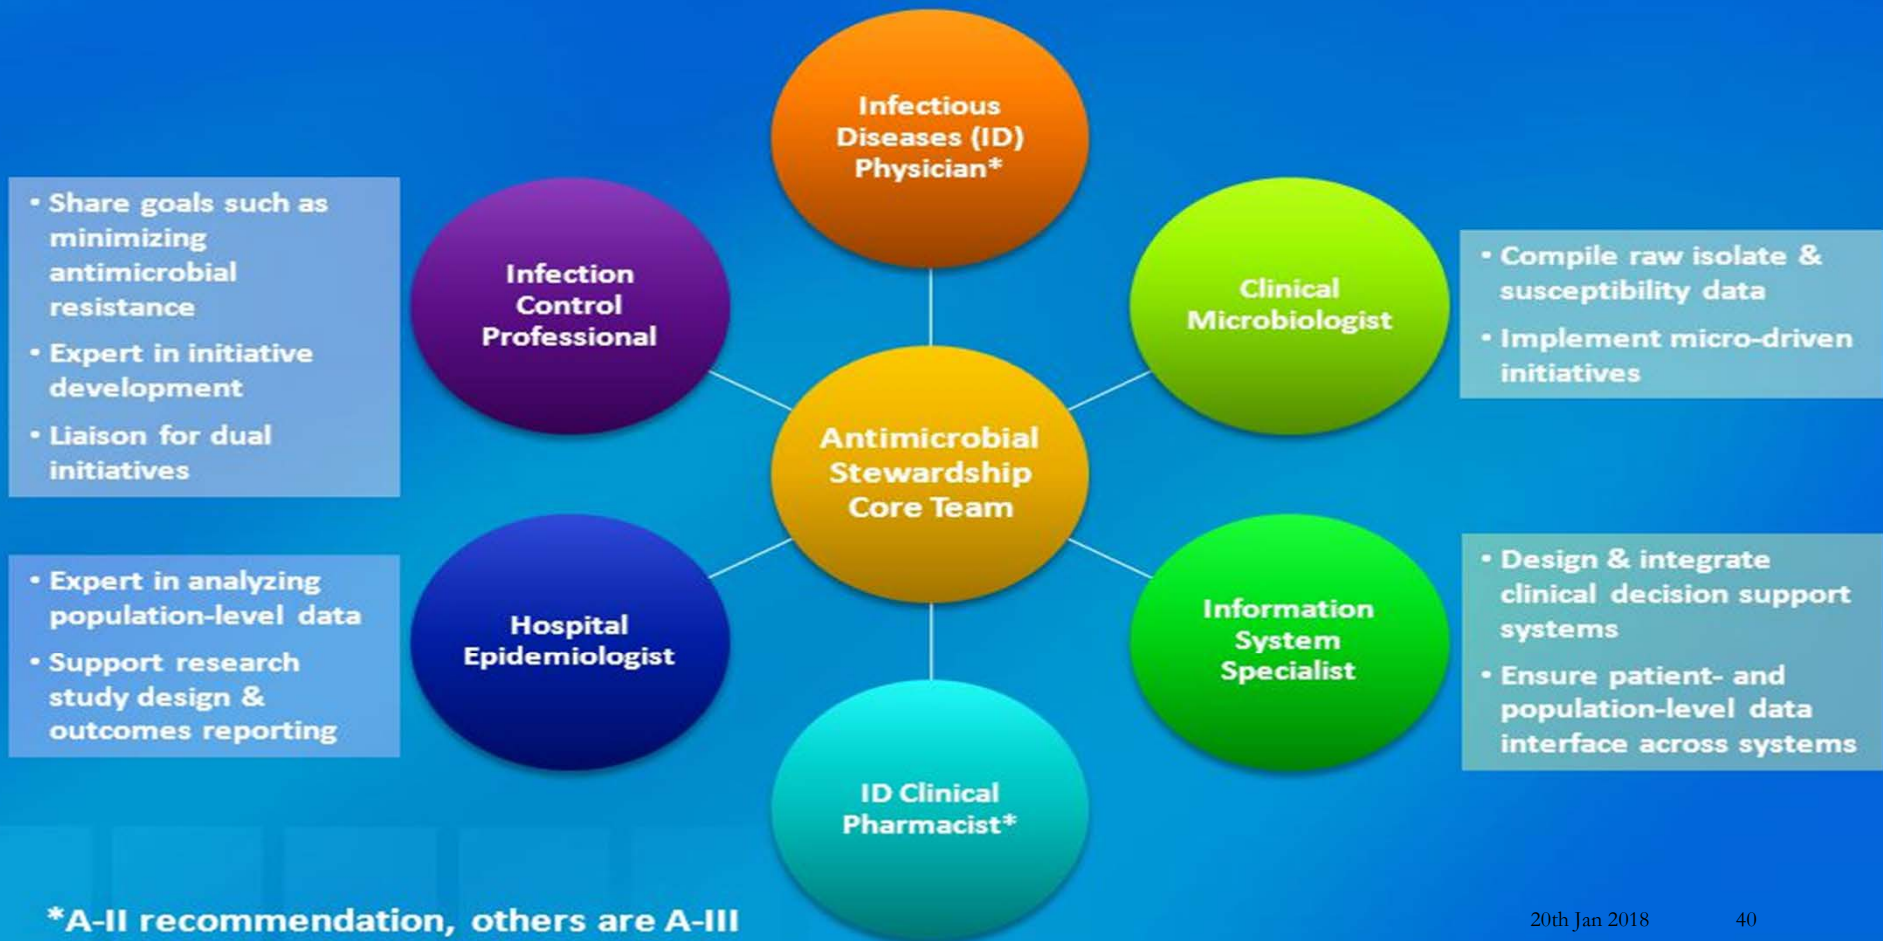 Infectious
Diseases (ID)
Physician*
• Share goals such as
minimizing
antimicrobial
resistance
• Expert in initiative
development
• Liaison for dual
initiatives
Infection
Control
Professional
Clinical
Microbiologist
• Compile raw isolate &
susceptibility data
• Implement micro-driven
initiatives
Antimicrobial
Stewardship
Core Team
• Expert in analyzing
population-level data
• Support research
study design &
outcomes reporting
Hospital
Epidemiologist
Information
System
Specialist
• Design & integrate
clinical decision support
systems
• Ensure patient- and
population-level data
interface across systems
ID Clinical
Pharmacist*
*A-II recommendation, others are A-III
20th Jan 2018
40